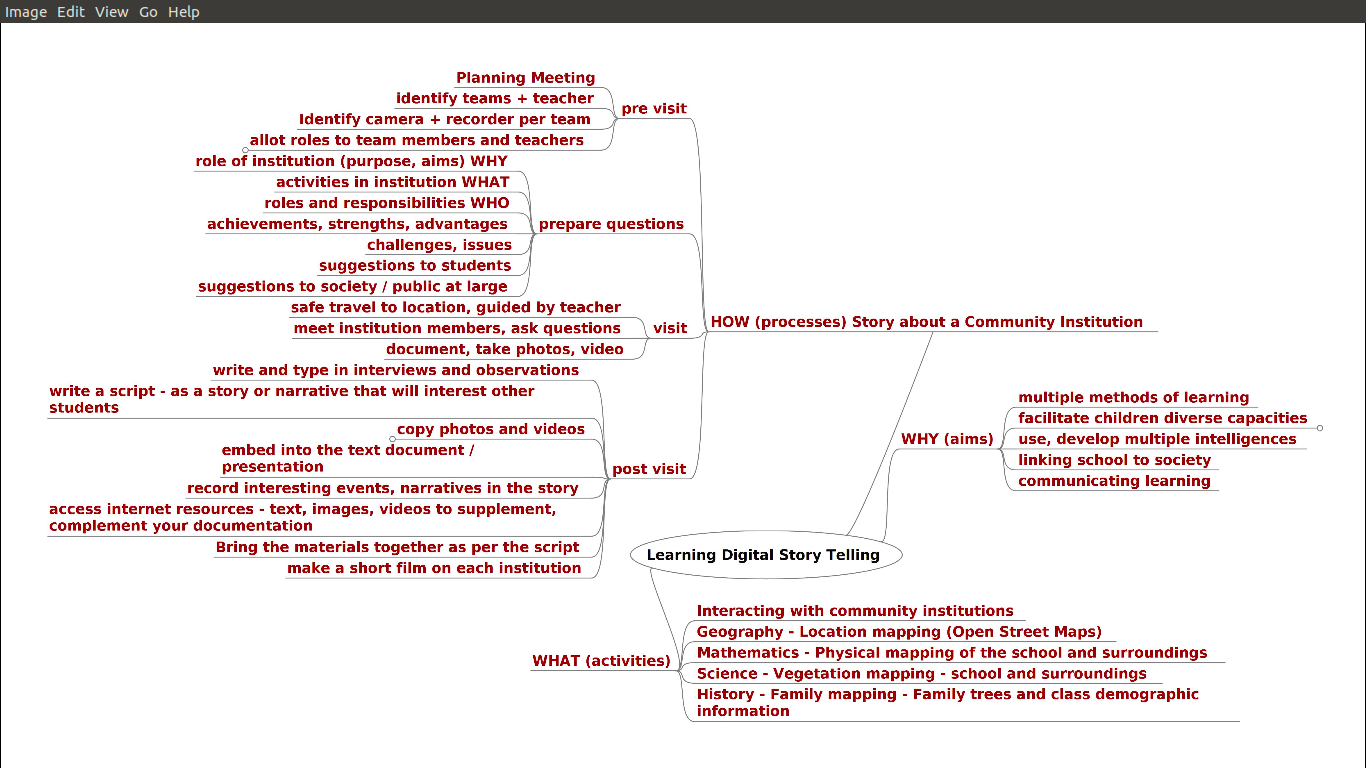 Image Edit View Go Help
Planning Meeting
identify teams + teacher
Identify camera + recorder per team
allot roles to team members and teachers
pre visit
role of institution (purpose, aims) WHY
activities in institution WHAT
roles and responsibilities WHO
achievements, strengths, advantages
challenges, issues
suggestions to students
suggestions to society / public at large
prepare questions
safe travel to location, guided by teacher
meet institution members, ask questions
document, take photos, video
visit
write and type in interviews and observations
write a script - as a story or narrative that will interest other
students
copy photos and videos
embed into the text document /
presentation
record interesting events, narratives in the story
access internet resources - text, images, videos to supplement,
complement your documentation
Bring the materials together as per the script
make a short film on each institution
post visit
HOW (processes) Story about a Community Institution
WHY (aims)
multiple methods of learning
facilitate children diverse capacities
use, develop multiple intelligences
linking school to society
communicating learning
Learning Digital Story Telling
WHAT (activities)
Interacting with community institutions
Geography - Location mapping (Open Street Maps)
Mathematics - Physical mapping of the school and surroundings
Science - Vegetation mapping - school and surroundings
History - Family mapping - Family trees and class demographic
information